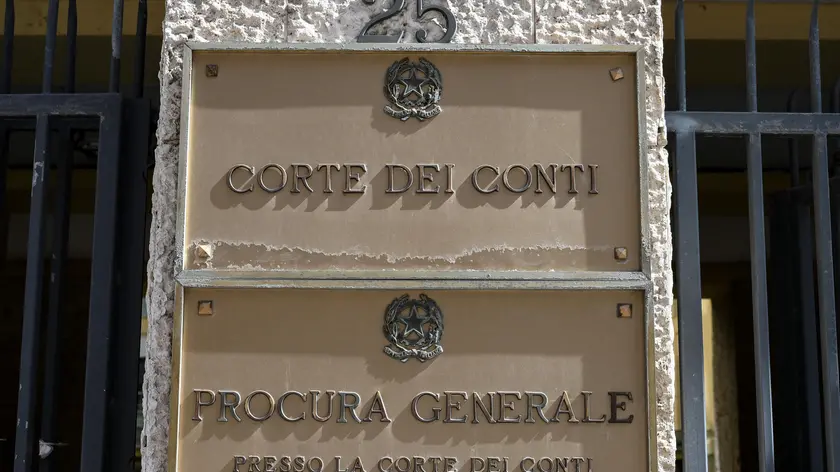 25
CORTE DEI CONTI
PROCURA GENERALE
PRESSO LA CORTE DEI CONTI